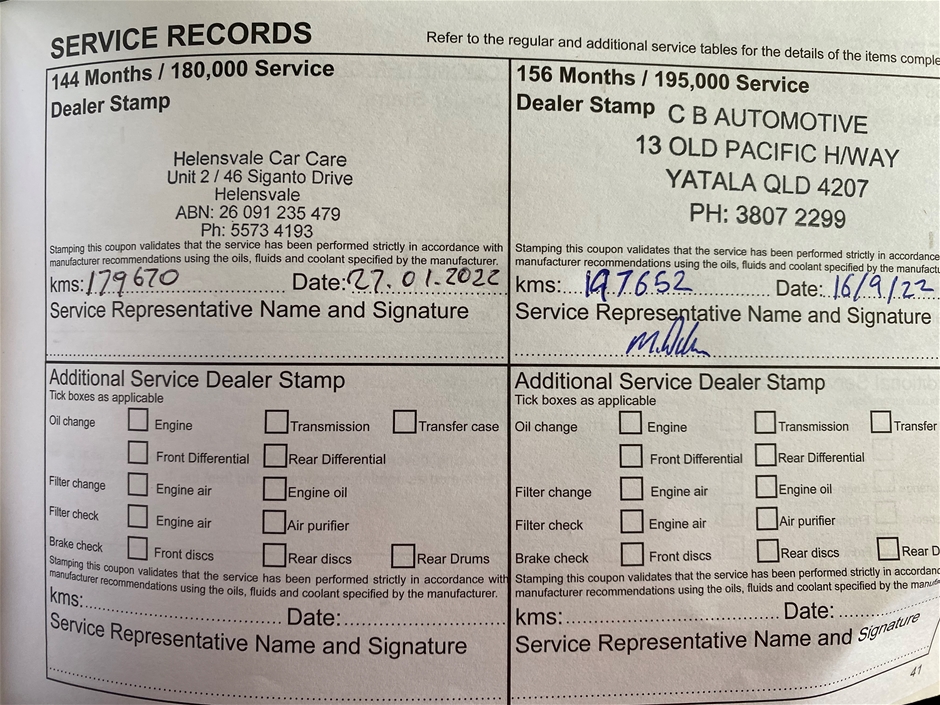 SERVICE RECORDS
Refer to the regular and additional service tables for the details of the items comple
144 Months / 180,000 Service
Dealer Stamp
Helensvale Car Care
Unit 2 / 46 Siganto Drive
Helensvale
ABN: 26 091 235 479
Ph: 5573 4193
Stamping this coupon validates that the service has been performed strictly in accordance with
manufacturer recommendations using the oils, fluids and coolant specified by the manufacturer.
kms: 179670 Date: 27.01.2022
Service Representative Name and Signature
Additional Service Dealer Stamp
Tick boxes as applicable
Oil change Engine Transmission Transfer case
Front Differential Rear Differential
Filter change Engine air Engine oil
Filter check Engine air Air purifier
Brake check Front discs Rear discs Rear Drums
Stamping this coupon validates that the service has been performed strictly in accordance with
manufacturer recommendations using the oils, fluids and coolant specified by the manufacturer.
kms: Date:
Service Representative Name and Signature
156 Months / 195,000 Service
Dealer Stamp
C B AUTOMOTIVE
13 OLD PACIFIC H/WAY
YATALA QLD 4207
PH: 3807 2299
Stamping this coupon validates that the service has been performed strictly in accordance
manufacturer recommendations using the oils, fluids and coolant specified by the manufactu
kms: 197652 Date: 16/9/22
Service Representative Name and Signature
Additional Service Dealer Stamp
Tick boxes as applicable
Oil change Engine Transmission Transfer
Front Differential Rear Differential
Filter change Engine air Engine oil
Filter check Engine air Air purifier
Brake check Front discs Rear discs Rear D
Stamping this coupon validates that the service has been performed strictly in accordanc
manufacturer recommendations using the oils, fluids and coolant specified by the manufa
kms: Date:
Service Representative Name and Signature
41